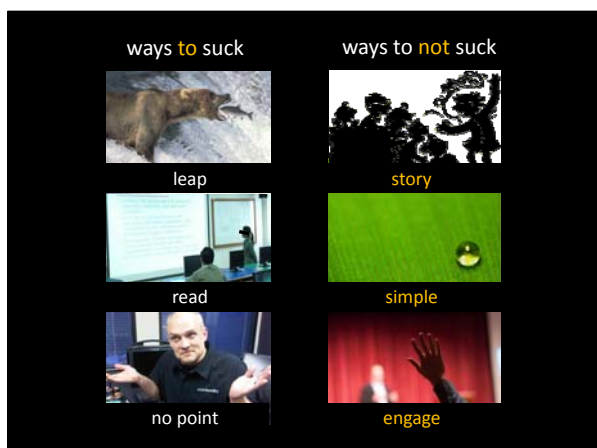 ways to suck
ways to not suck
leap
story
read
simple
no point
engage